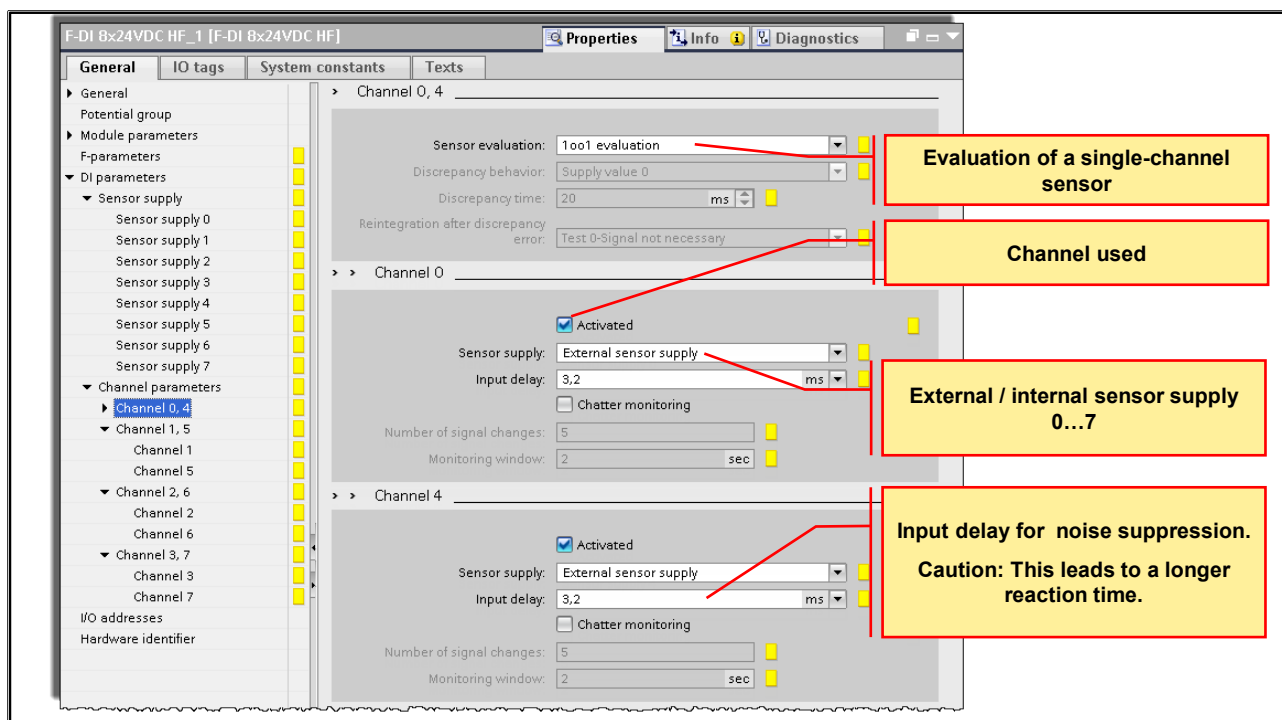 F-DI 8x24VDC HF_1 [F-DI 8x24VDC HF]
Properties
Info
Diagnostics
General
IO tags
System constants
Texts
General
Potential group
Module parameters
F-parameters
DI parameters
Sensor supply
Sensor supply 0
Sensor supply 1
Sensor supply 2
Sensor supply 3
Sensor supply 4
Sensor supply 5
Sensor supply 6
Sensor supply 7
Channel parameters
Channel 0, 4
Channel 1, 5
Channel 1
Channel 5
Channel 2, 6
Channel 2
Channel 6
Channel 3, 7
Channel 3
Channel 7
I/O addresses
Hardware identifier
Channel 0, 4
Sensor evaluation: 1oo1 evaluation
Discrepancy behavior: Supply value 0
Discrepancy time: 20 ms
Reintegration after discrepancy
error: Test 0-Signal not necessary
Channel 0
Activated
Sensor supply: External sensor supply
Input delay: 3,2 ms
Chatter monitoring
Number of signal changes: 5
Monitoring window: 2 sec
Channel 4
Activated
Sensor supply: External sensor supply
Input delay: 3,2 ms
Chatter monitoring
Number of signal changes: 5
Monitoring window: 2 sec
Evaluation of a single-channel
sensor
Channel used
External / internal sensor supply
0…7
Input delay for noise suppression.
Caution: This leads to a longer
reaction time.